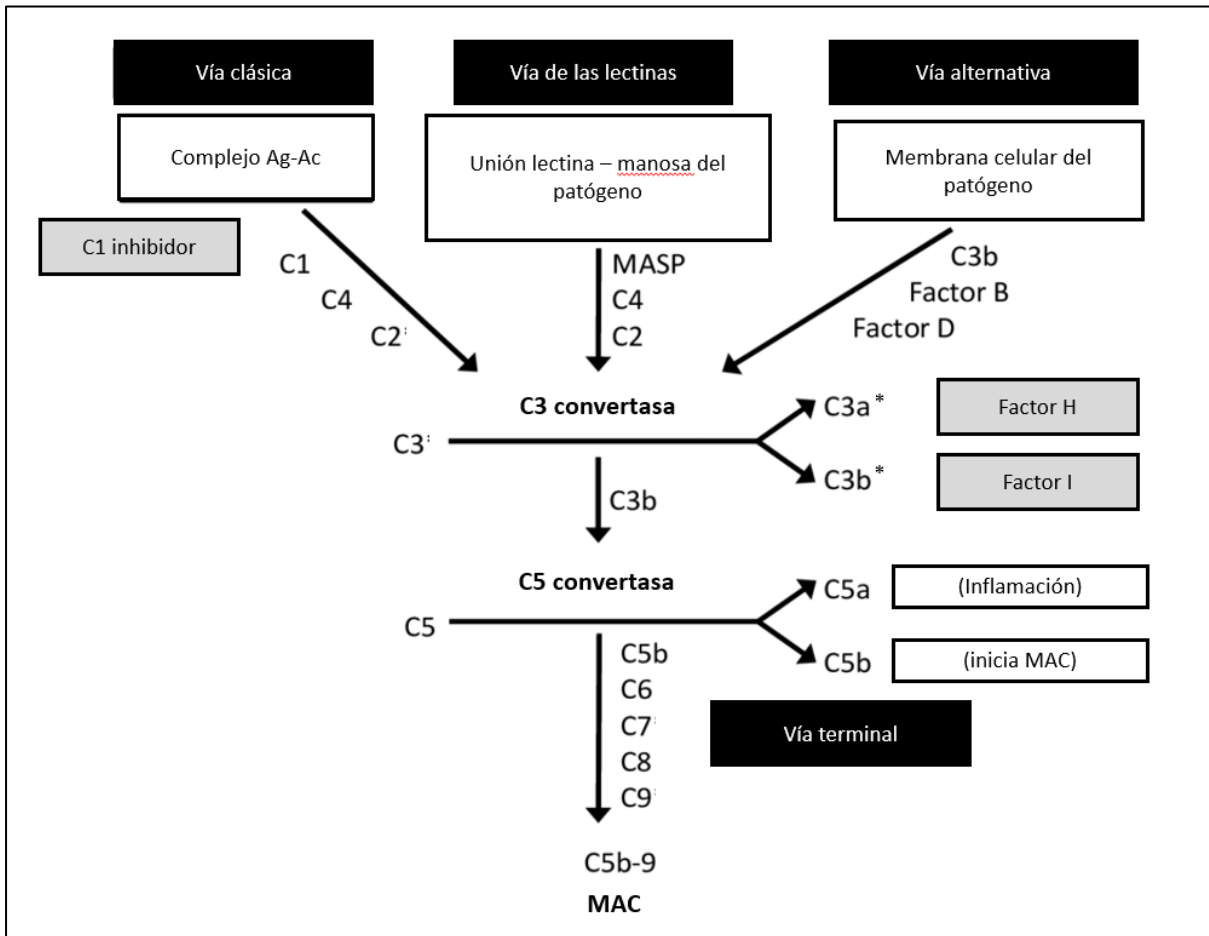 Vía clásica
Vía de las lectinas
Vía alternativa
Complejo Ag-Ac
Unión lectina – manosa del
patógeno
Membrana celular del
patógeno
C1 inhibidor
C1
C4
C2
MASP
C4
C2
C3b
Factor B
Factor D
C3 convertasa
C3
C3a *
C3b *
Factor H
Factor I
C3b
C5 convertasa
C5
C5a
(Inflamación)
C5b
(inicia MAC)
C5b
C6
C7
C8
C9
Vía terminal
C5b-9
MAC